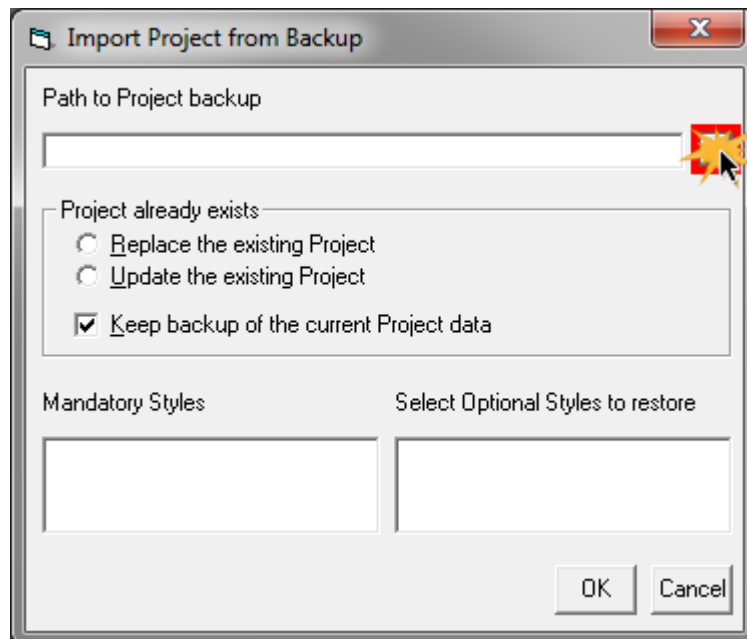 Import Project from Backup
Path to Project backup
Project already exists
Replace the existing Project
Update the existing Project
Keep backup of the current Project data
Mandatory Styles
Select Optional Styles to restore
OK
Cancel